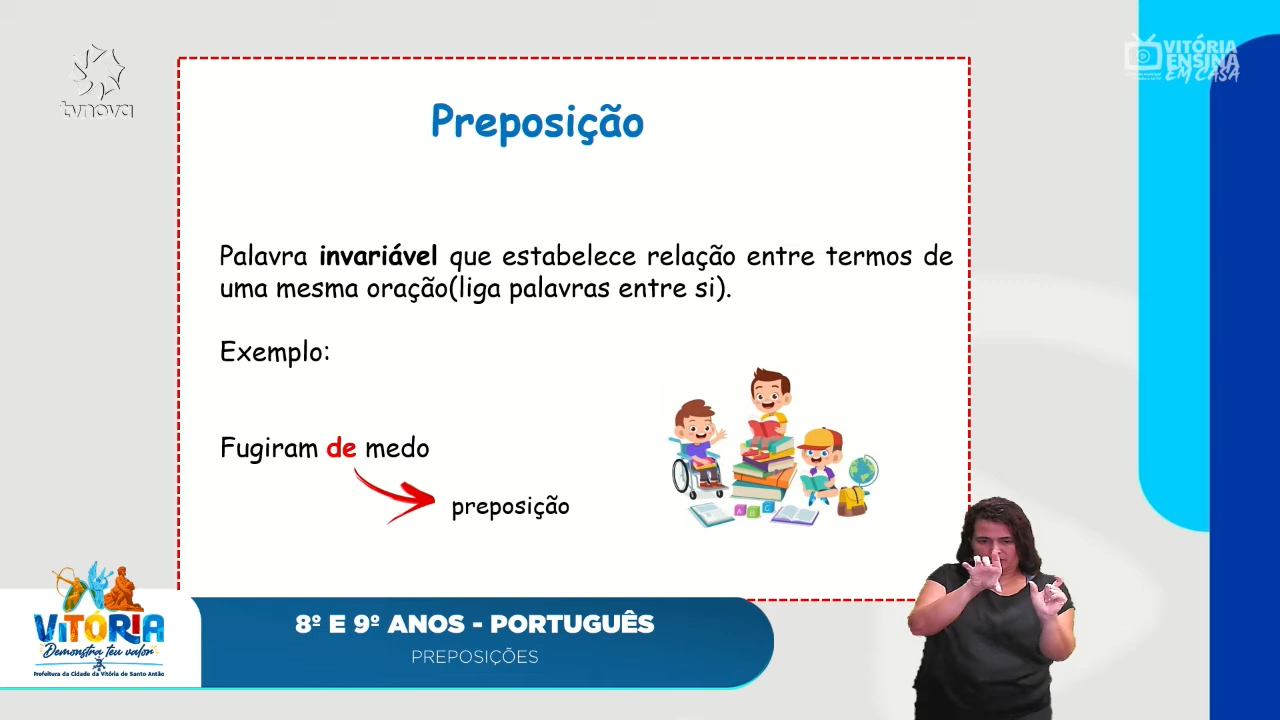 tvnova
VITÓRIA
ENSINA
EM CASA
Preposição
Palavra invariável que estabelece relação entre termos de
uma mesma oração(liga palavras entre si).
Exemplo:
Fugiram de medo
preposição
A B C
VITÓRIA
Demonstra teu valor
Prefeitura da Cidade da Vitória de Santo Antão
8º E 9º ANOS - PORTUGUÊS
PREPOSIÇÕES